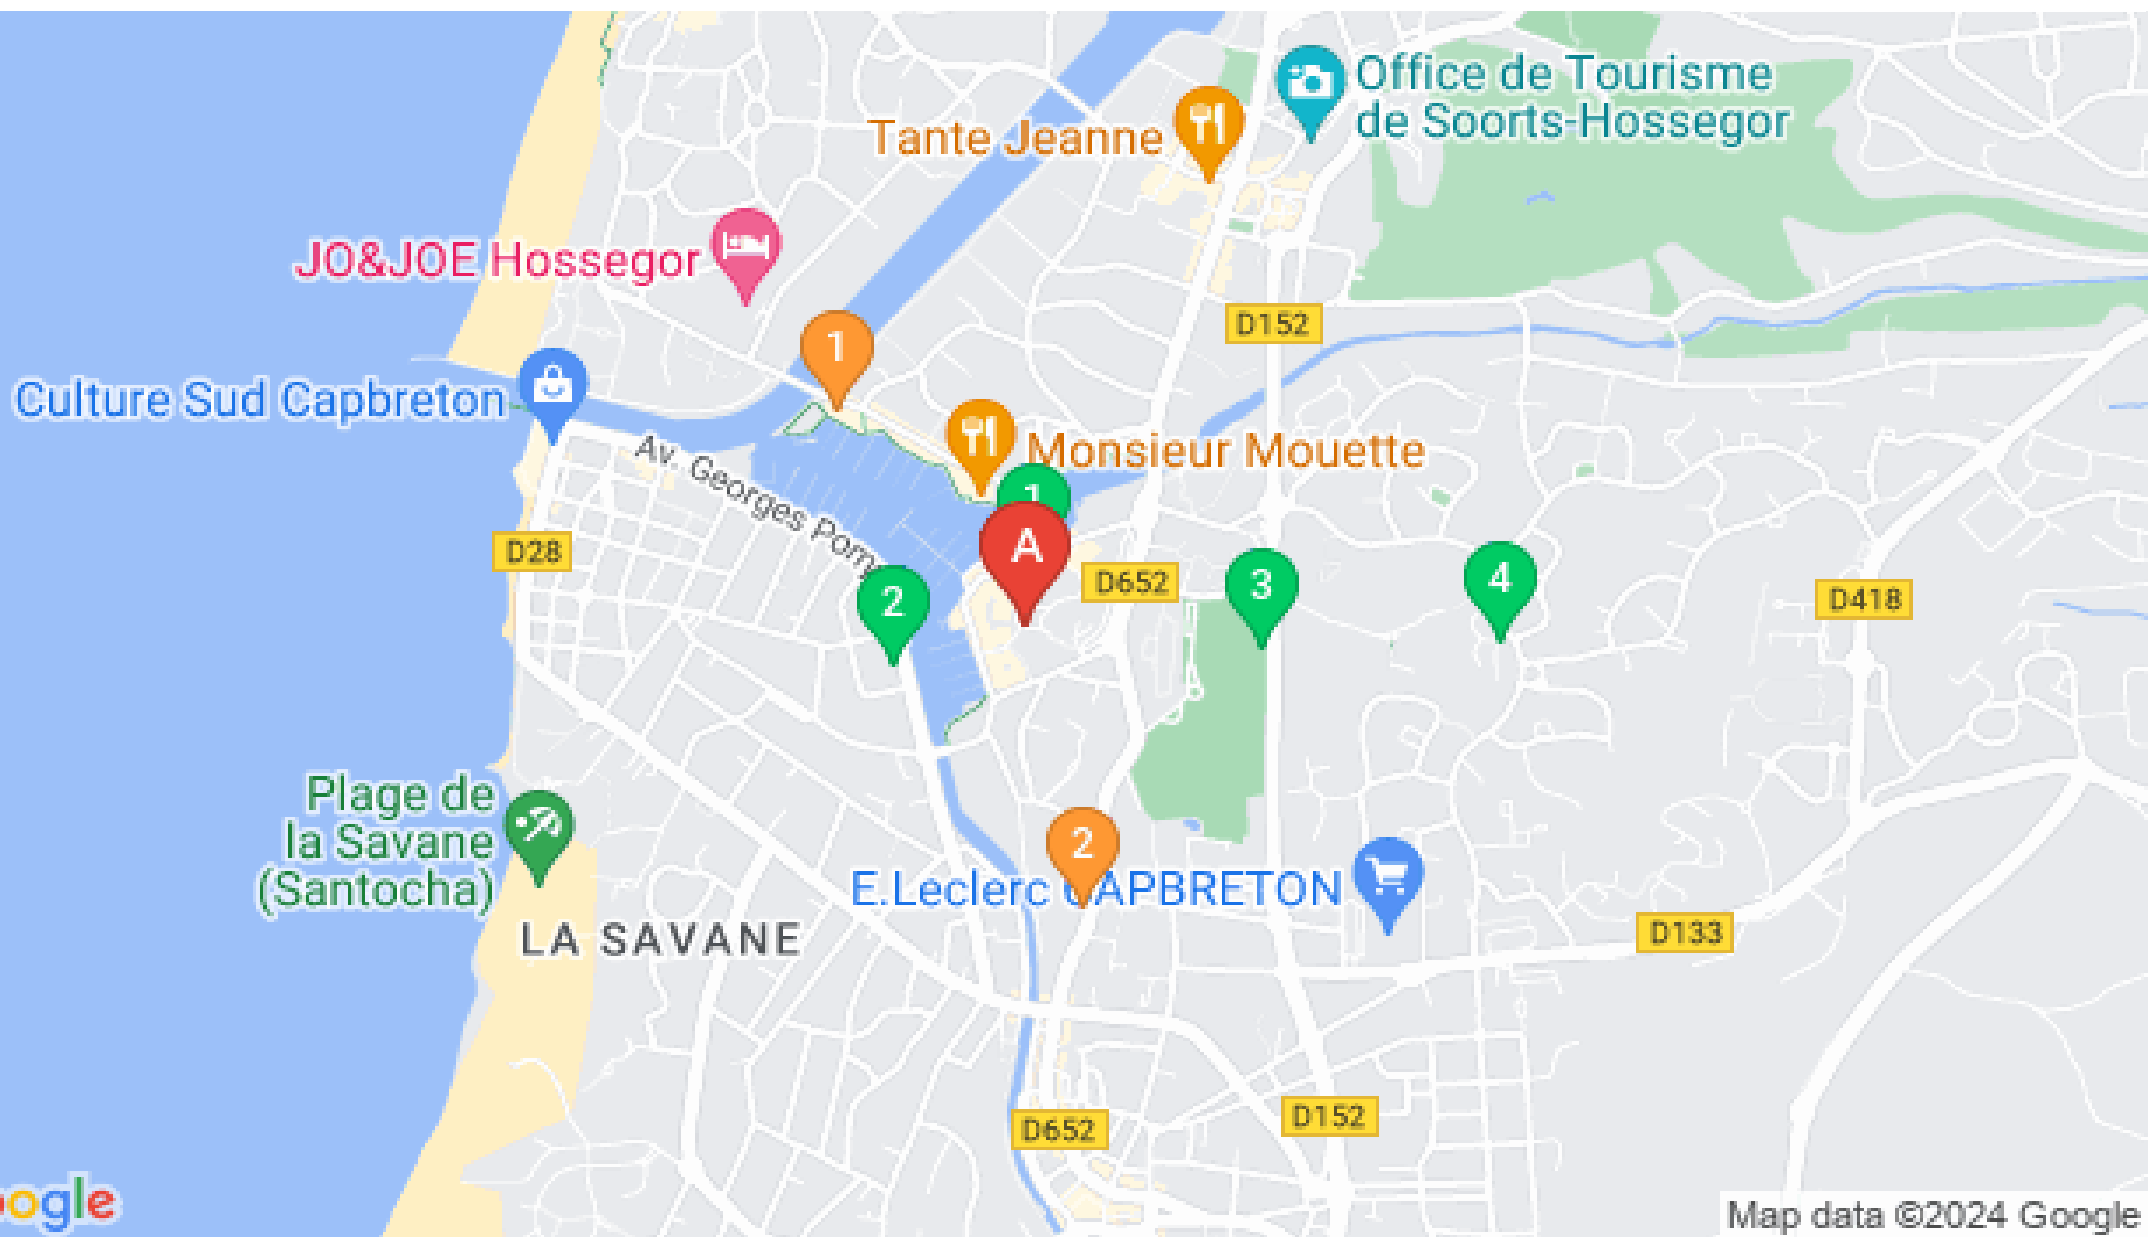 Office de Tourisme
de Soorts-Hossegor
Tante Jeanne
JO&JOE Hossegor
D152
1
Culture Sud Capbreton
Monsieur Mouette
Av. Georges Pom
1
A
D28
2
D652
3
4
D418
Plage de
la Savane
(Santocha)
2
E.Leclerc CAPBRETON
LA SAVANE
D133
D652
D152
ogle
Map data ©2024 Google